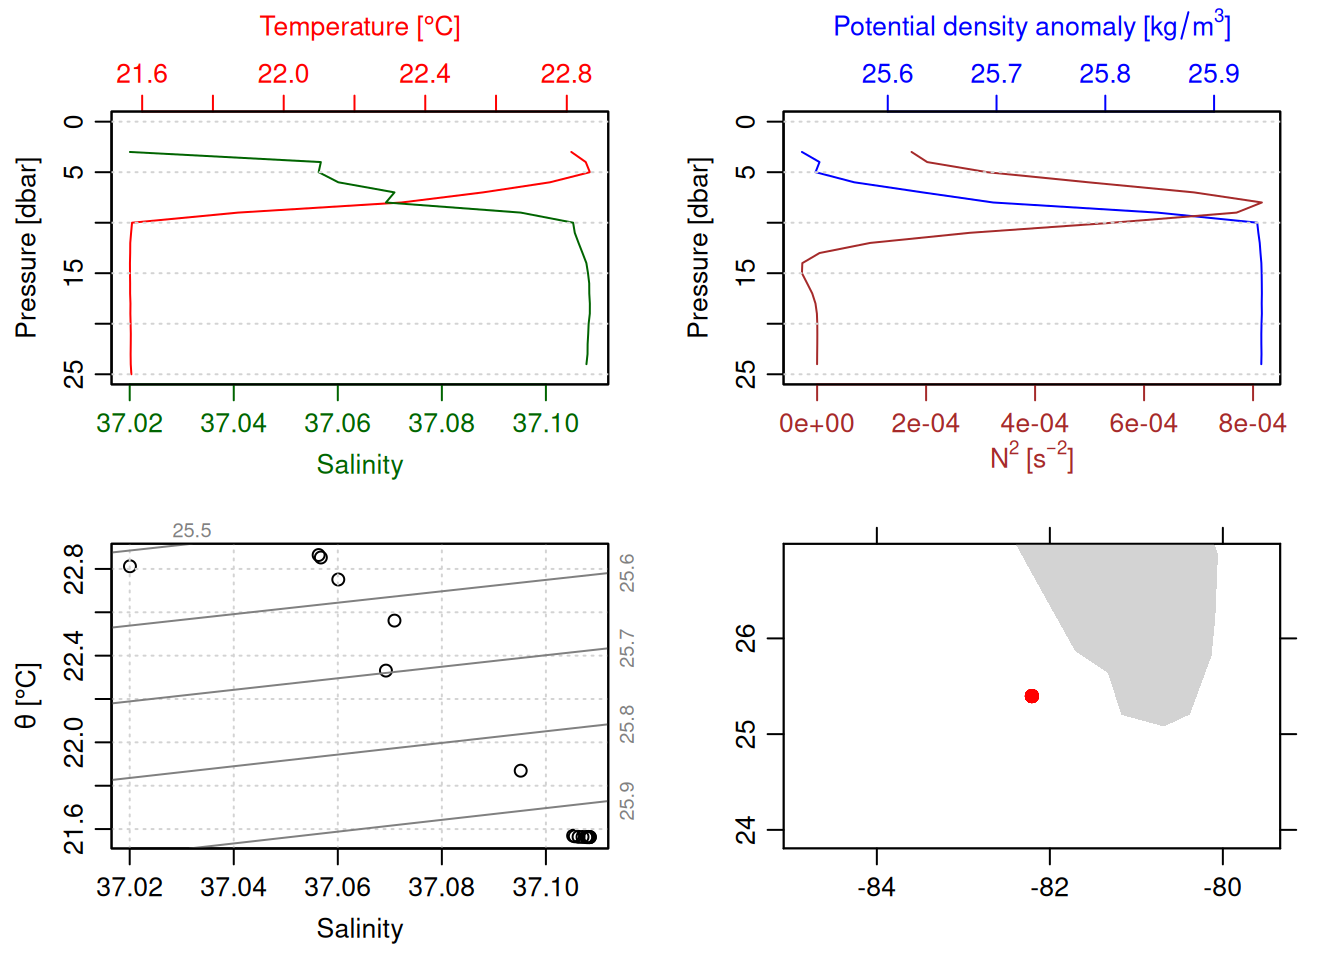 Temperature [°C]
21.6 22.0 22.4 22.8
Pressure [dbar]
0 5 15 25
37.02 37.04 37.06 37.08 37.10
Salinity
Potential density anomaly [kg/m³]
25.6 25.7 25.8 25.9
Pressure [dbar]
0 5 15 25
0e+00 2e-04 4e-04 6e-04 8e-04
N² [s⁻²]
25.5
θ [°C]
22.8 22.4 22.0 21.6
25.6 25.7 25.8 25.9
37.02 37.04 37.06 37.08 37.10
Salinity
26 25 24
-84 -82 -80